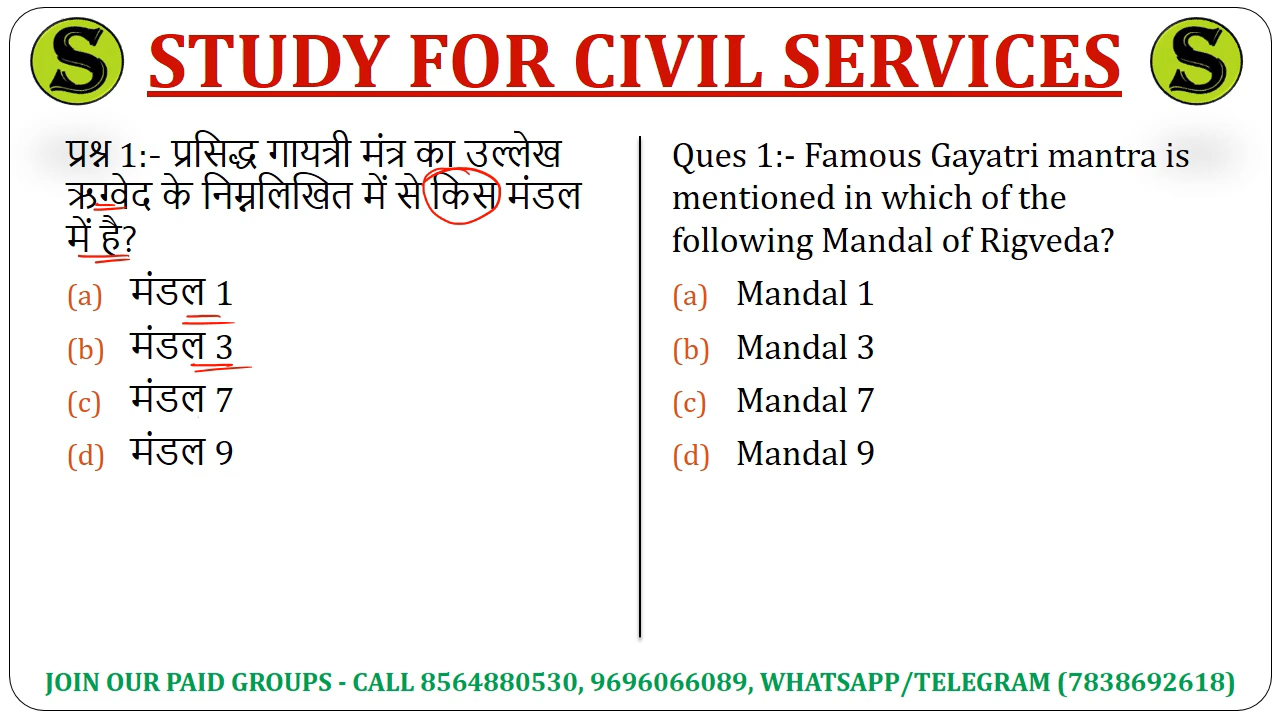 S STUDY FOR CIVIL SERVICES S
प्रश्न 1:- प्रसिद्ध गायत्री मंत्र का उल्लेख
ऋग्वेद के निम्नलिखित में से किस मंडल
में है?
(a) मंडल 1
(b) मंडल 3
(c) मंडल 7
(d) मंडल 9
Ques 1:- Famous Gayatri mantra is
mentioned in which of the
following Mandal of Rigveda?
(a) Mandal 1
(b) Mandal 3
(c) Mandal 7
(d) Mandal 9
JOIN OUR PAID GROUPS - CALL 8564880530, 9696066089, WHATSAPP/TELEGRAM (7838692618)